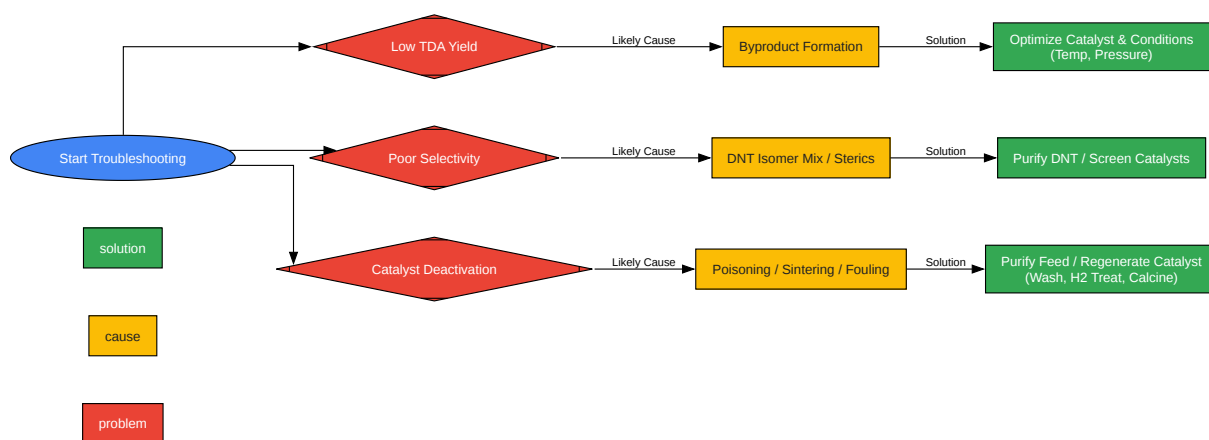 Low TDA Yield
Likely Cause
Byproduct Formation
Solution
Optimize Catalyst & Conditions
(Temp, Pressure)
Start Troubleshooting
Poor Selectivity
Likely Cause
DNT Isomer Mix / Sterics
Solution
Purify DNT / Screen Catalysts
solution
Catalyst Deactivation
Likely Cause
Poisoning / Sintering / Fouling
Solution
Purify Feed / Regenerate Catalyst
(Wash, H2 Treat, Calcine)
cause
problem